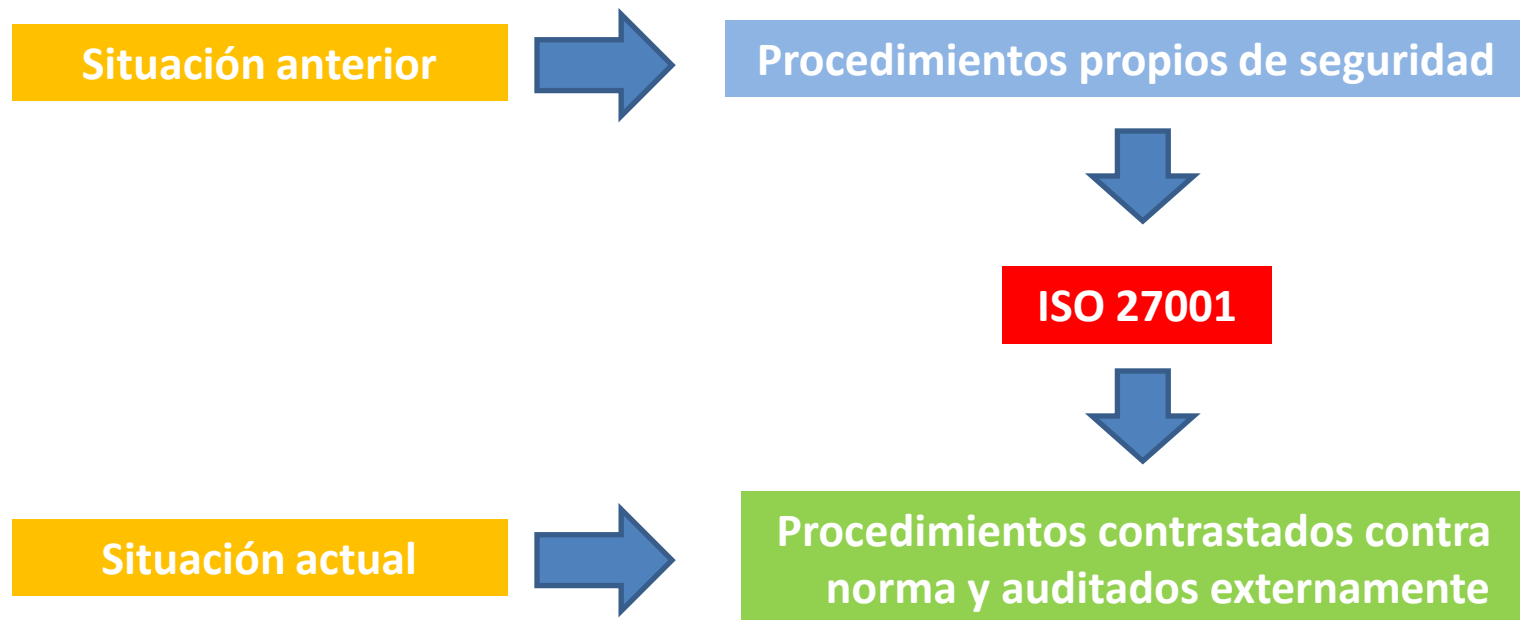 Situación anterior
Procedimientos propios de seguridad
ISO 27001
Situación actual
Procedimientos contrastados contra
norma y auditados externamente